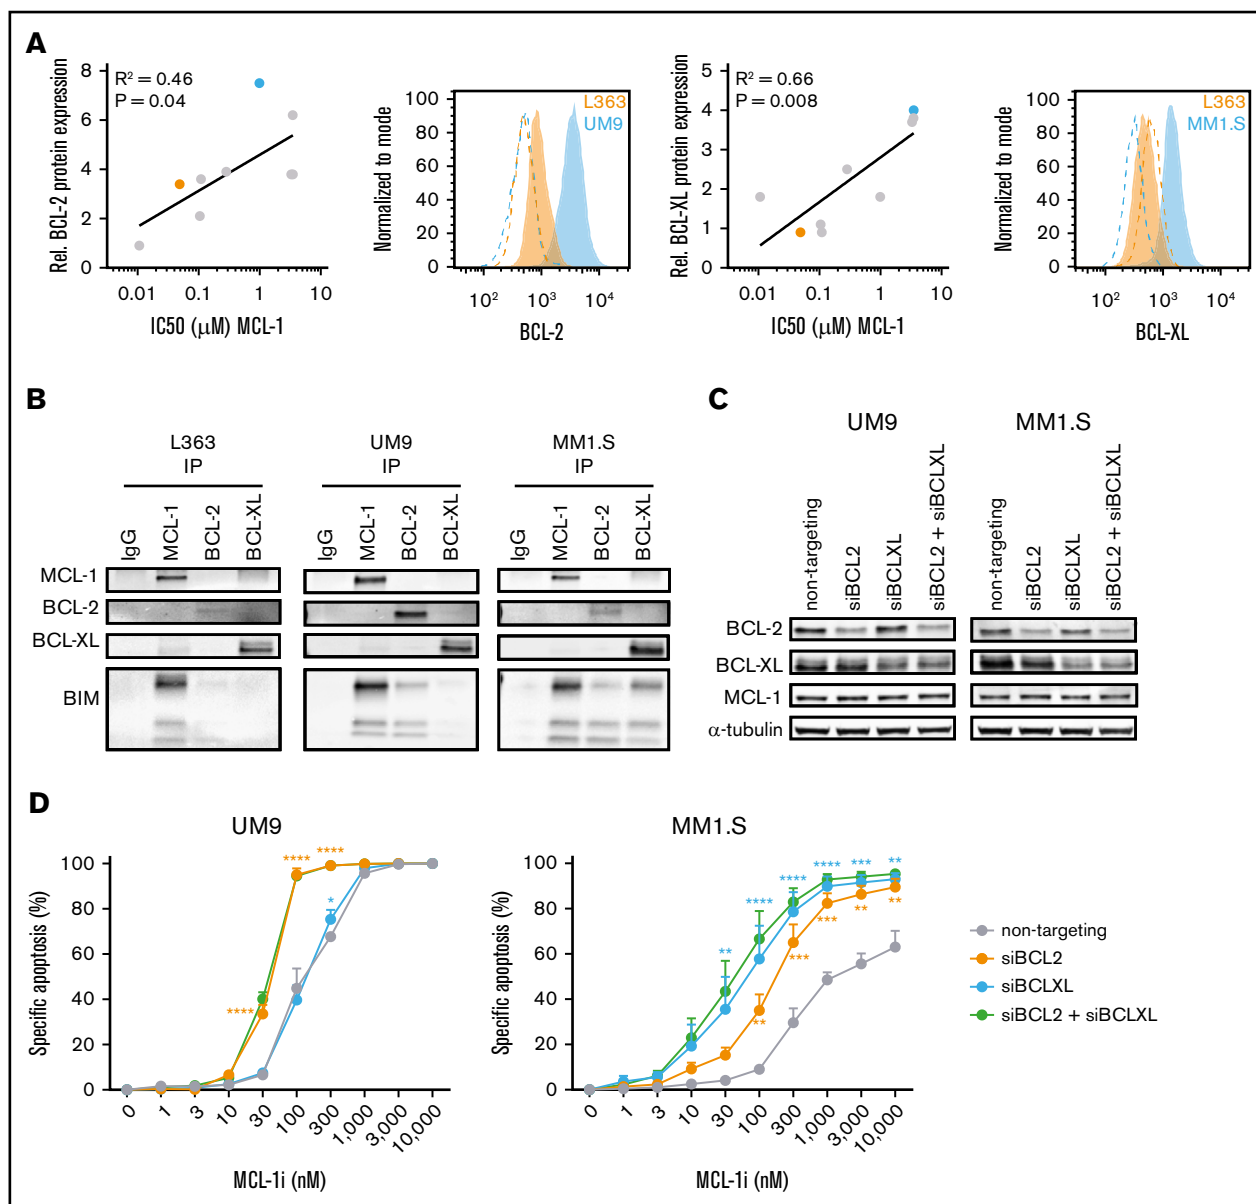 A
Rel. BCL-2 protein expression
8
6
4
2
0
R² = 0.46
P = 0.04
0.01 0.1 1 10
IC50 (μM) MCL-1
Normalized to mode
100
80
60
40
20
0
L363
UM9
10² 10³ 10⁴
BCL-2
Rel. BCL-XL protein expression
5
4
3
2
1
0
R² = 0.66
P = 0.008
0.01 0.1 1 10
IC50 (μM) MCL-1
Normalized to mode
100
80
60
40
20
0
L363
MM1.S
10² 10³ 10⁴
BCL-XL
B
L363
IP
UM9
IP
MM1.S
IP
IgG MCL-1 BCL-2 BCL-XL
IgG MCL-1 BCL-2 BCL-XL
IgG MCL-1 BCL-2 BCL-XL
MCL-1
BCL-2
BCL-XL
BIM
C
UM9 MM1.S
non-targeting siBCL2 siBCLXL siBCL2 + siBCLXL
non-targeting siBCL2 siBCLXL siBCL2 + siBCLXL
BCL-2
BCL-XL
MCL-1
α-tubulin
D
UM9
Specific apoptosis (%)
100
80
60
40
20
0
**** **** **** *
0 1 3 10 30 100 300 1,000 3,000 10,000
MCL-1i (nM)
MM1.S
Specific apoptosis (%)
100
80
60
40
20
0
** **** **** **** *** **
** *** *** ** **
0 1 3 10 30 100 300 1,000 3,000 10,000
MCL-1i (nM)
non-targeting
siBCL2
siBCLXL
siBCL2 + siBCLXL